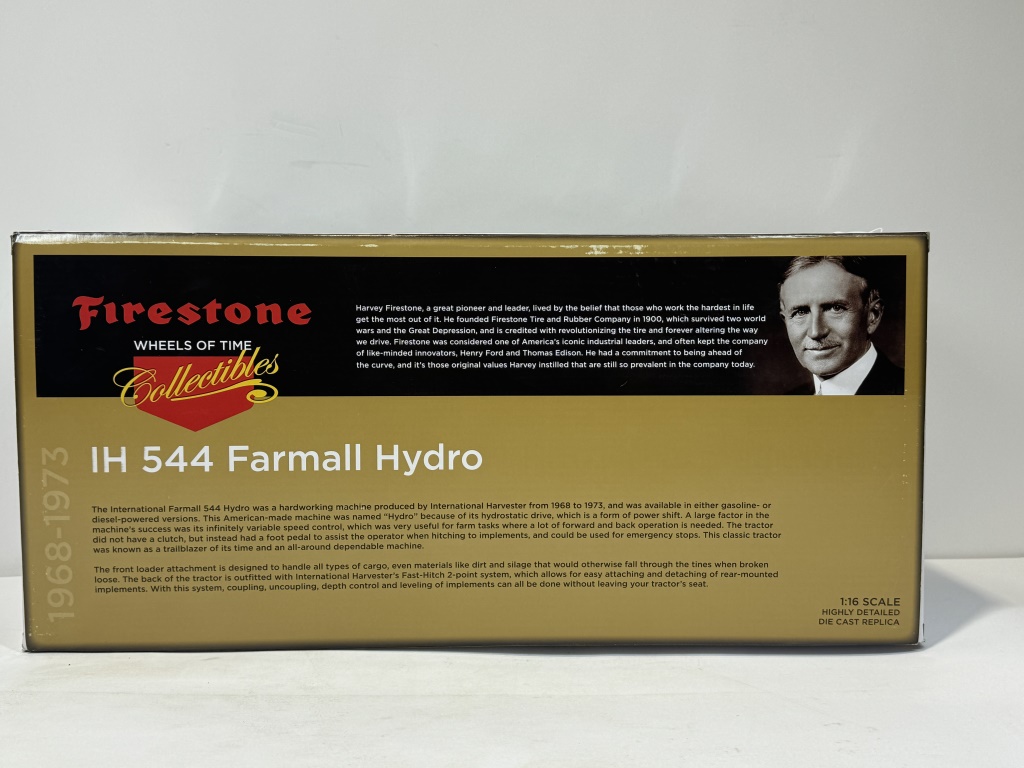 Firestone
WHEELS OF TIME
Collectibles
Harvey Firestone, a great pioneer and leader, lived by the belief that those who work the hardest in life
get the most out of it. He founded Firestone Tire and Rubber Company in 1900, which survived two world
wars and the Great Depression, and is credited with revolutionizing the tire and forever altering the way
we drive. Firestone was considered one of America's iconic industrial leaders, and often kept the company
of like-minded innovators, Henry Ford and Thomas Edison. He had a commitment to being ahead of
the curve, and it's those original values Harvey instilled that are still so prevalent in the company today.
1968-1973
IH 544 Farmall Hydro
The International Farmall 544 Hydro was a hardworking machine produced by International Harvester from 1968 to 1973, and was available in either gasoline- or
diesel-powered versions. This American-made machine was named "Hydro" because of its hydrostatic drive, which is a form of power shift. A large factor in the
machine's success was its infinitely variable speed control, which was very useful for farm tasks where a lot of forward and back operation is needed. The tractor
did not have a clutch, but instead had a foot pedal to assist the operator when hitching to implements, and could be used for emergency stops. This classic tractor
was known as a trailblazer of its time and an all-around dependable machine.
The front loader attachment is designed to handle all types of cargo, even materials like dirt and silage that would otherwise fall through the tines when broken
loose. The back of the tractor is outfitted with International Harvester's Fast-Hitch 2-point system, which allows for easy attaching and detaching of rear-mounted
implements. With this system, coupling, uncoupling, depth control and leveling of implements can all be done without leaving your tractor's seat.
1:16 SCALE
HIGHLY DETAILED
DIE CAST REPLICA